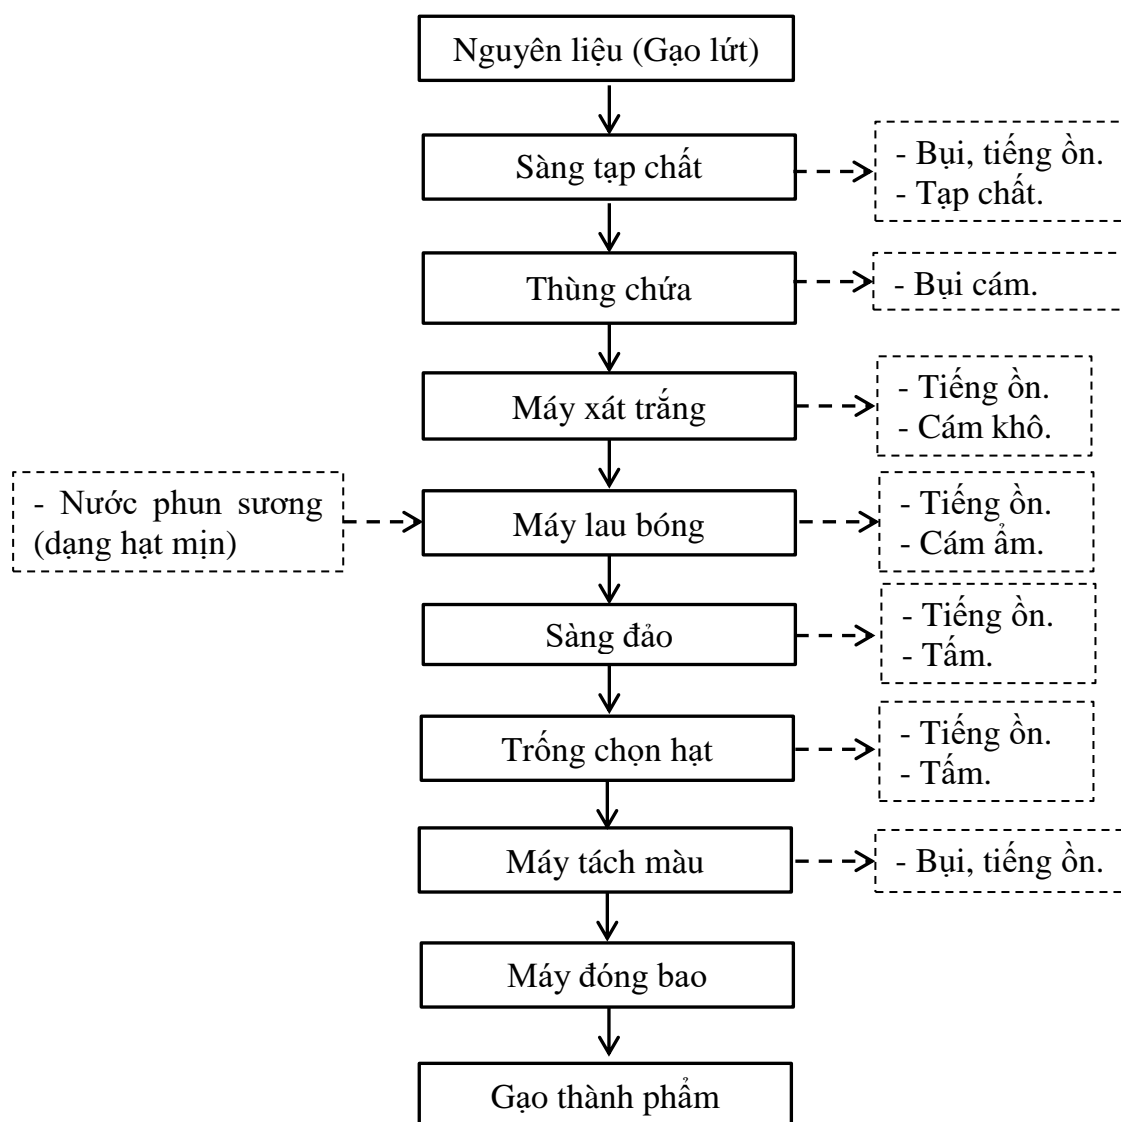 Nguyên liệu (Gạo lứt)
Sàng tạp chất
- Bụi, tiếng ồn.
- Tạp chất.
Thùng chứa
- Bụi cám.
Máy xát trắng
- Tiếng ồn.
- Cám khô.
- Nước phun sương
(dạng hạt mịn)
Máy lau bóng
- Tiếng ồn.
- Cám ẩm.
Sàng đảo
- Tiếng ồn.
- Tấm.
Trống chọn hạt
- Tiếng ồn.
- Tấm.
Máy tách màu
- Bụi, tiếng ồn.
Máy đóng bao
Gạo thành phẩm